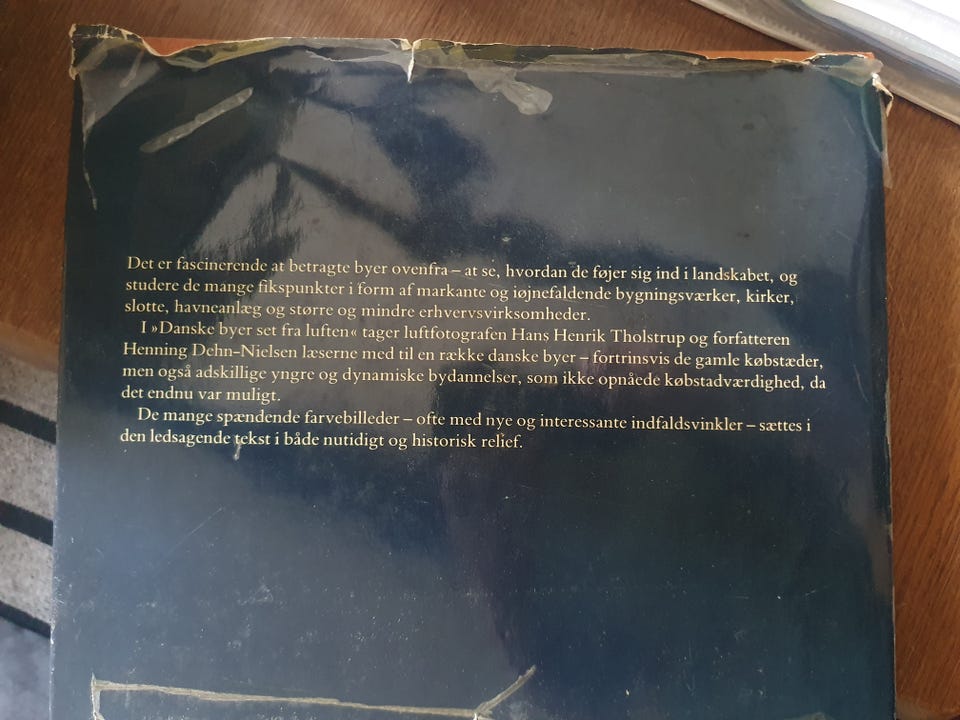 Det er fascinerende at betragte byer ovenfra – at se, hvordan de føjer sig ind i landskabet, og
studere de mange fikspunkter i form af markante og iøjnefaldende bygningsværker, kirker,
slotte, havneanlæg og større og mindre erhvervsvirksomheder.
I »Danske byer set fra luften« tager luftfotografen Hans Henrik Tholstrup og forfatteren
Henning Dehn-Nielsen læserne med til en række danske byer – fortrinsvis de gamle købstæder,
men også adskillige yngre og dynamiske bydannelser, som ikke opnåede købstadværdighed, da
det endnu var muligt.
De mange spændende farvebilleder – ofte med nye og interessante indfaldsvinkler – sættes i
den ledsagende tekst i både nutidigt og historisk relief.